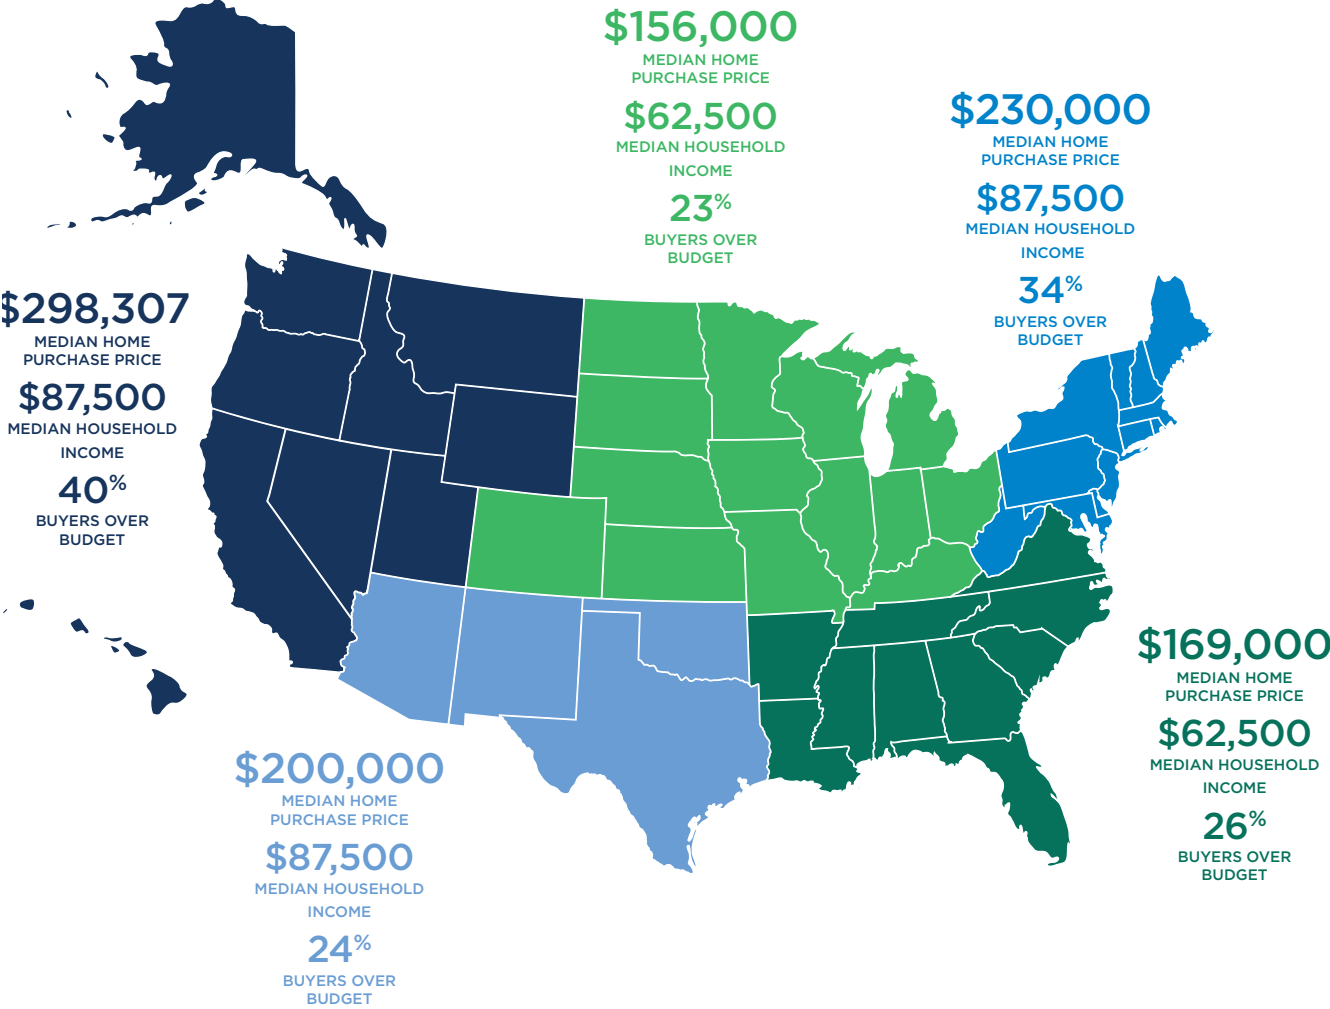 $156,000
MEDIAN HOME
PURCHASE PRICE
$62,500
MEDIAN HOUSEHOLD
INCOME
23%
BUYERS OVER
BUDGET
$230,000
MEDIAN HOME
PURCHASE PRICE
$87,500
MEDIAN HOUSEHOLD
INCOME
34%
BUYERS OVER
BUDGET
$298,307
MEDIAN HOME
PURCHASE PRICE
$87,500
MEDIAN HOUSEHOLD
INCOME
40%
BUYERS OVER
BUDGET
$169,000
MEDIAN HOME
PURCHASE PRICE
$62,500
MEDIAN HOUSEHOLD
INCOME
26%
BUYERS OVER
BUDGET
$200,000
MEDIAN HOME
PURCHASE PRICE
$87,500
MEDIAN HOUSEHOLD
INCOME
24%
BUYERS OVER
BUDGET